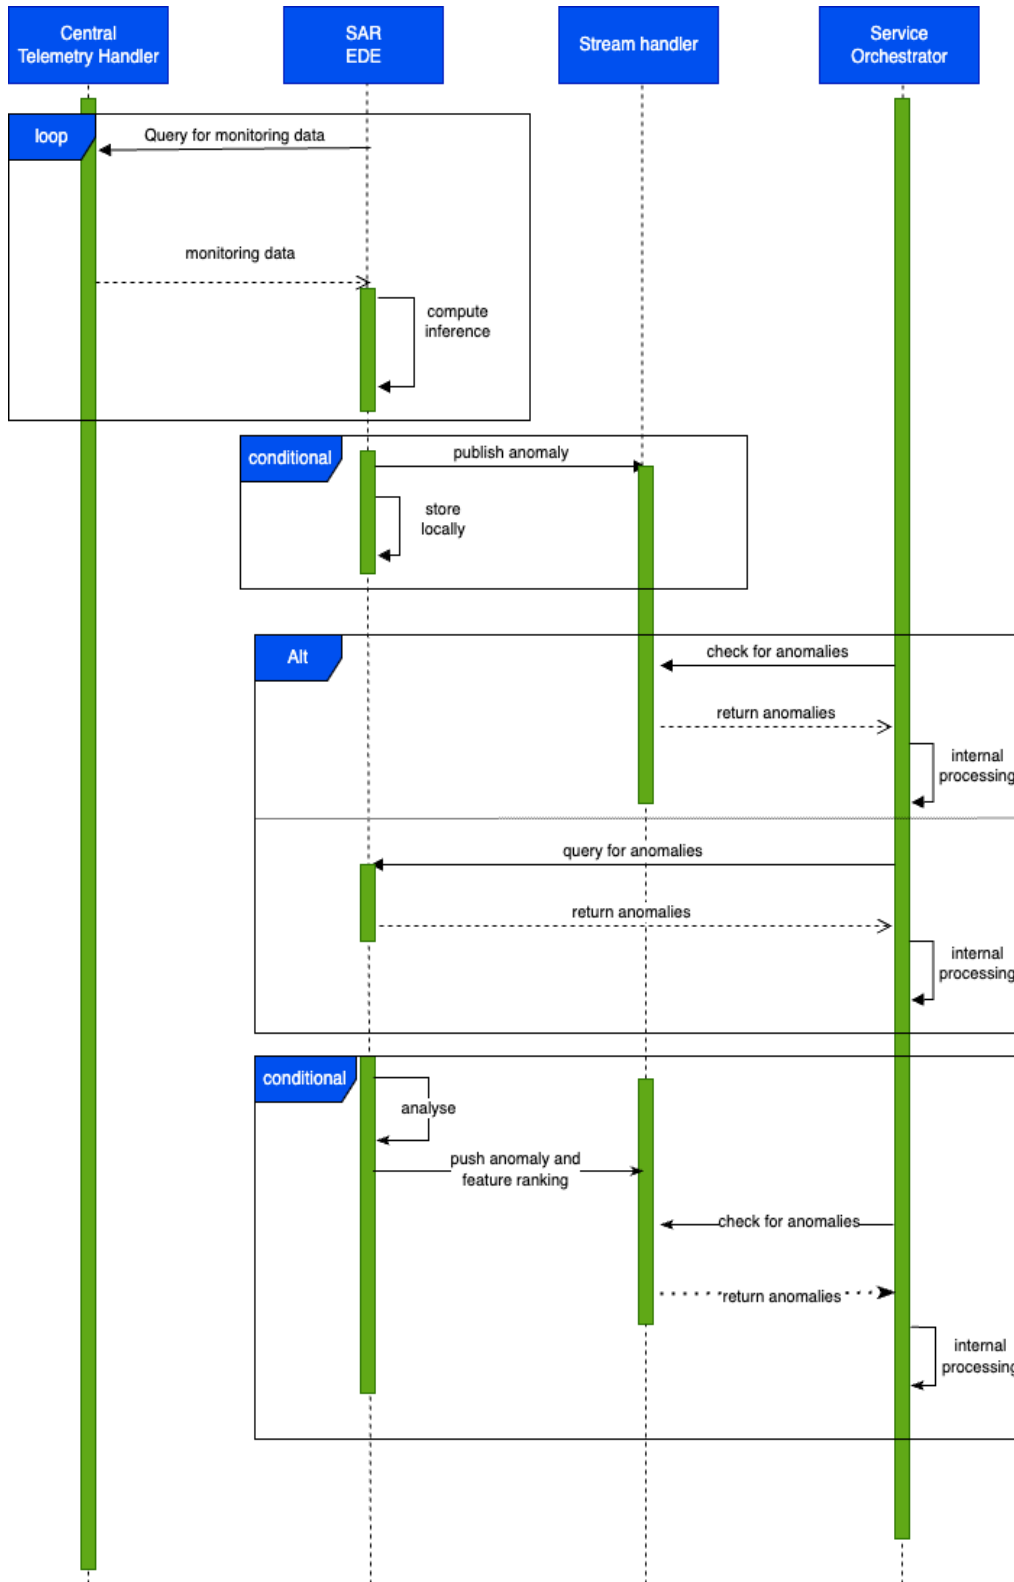 Central
Telemetry Handler
SAR
EDE
Stream handler
Service
Orchestrator
loop
Query for monitoring data
monitoring data
compute
inference
conditional
publish anomaly
store
locally
Alt
check for anomalies
return anomalies
internal
processing
query for anomalies
return anomalies
internal
processing
conditional
analyse
push anomaly and
feature ranking
check for anomalies
return anomalies
internal
processing